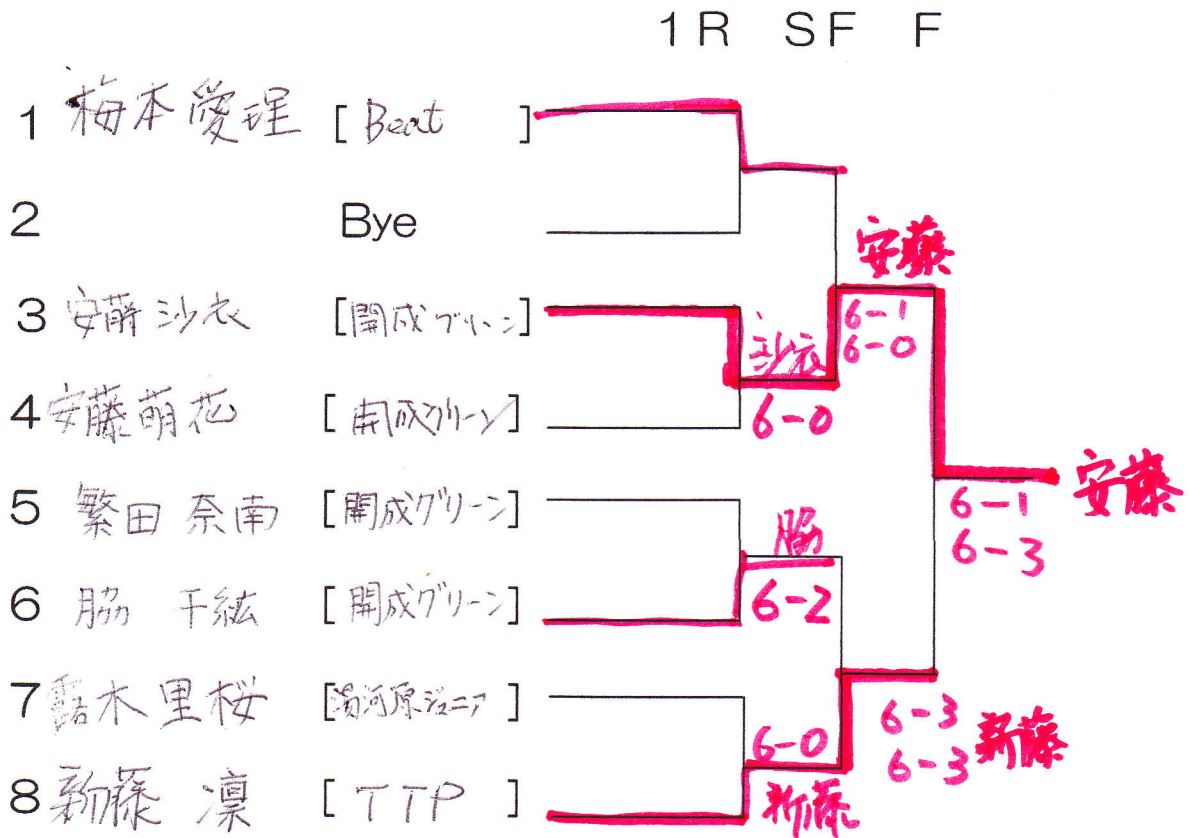 1R SF F
1 梅本愛理 [ Beat ]
2 Bye
安藤
3 安藤沙衣 [開成グリーン]
6-1
沙衣 6-0
4 安藤萌花 [開成グリーン]
6-0
安藤
5 繁田奈南 [開成グリーン]
6-1
脇
6-3
6 脇 千紘 [開成グリーン]
6-2
7 露木里桜 [湯河原ジュニア]
6-3
6-0
6-3 新藤
8 新藤 凛 [ TTP ]
新藤